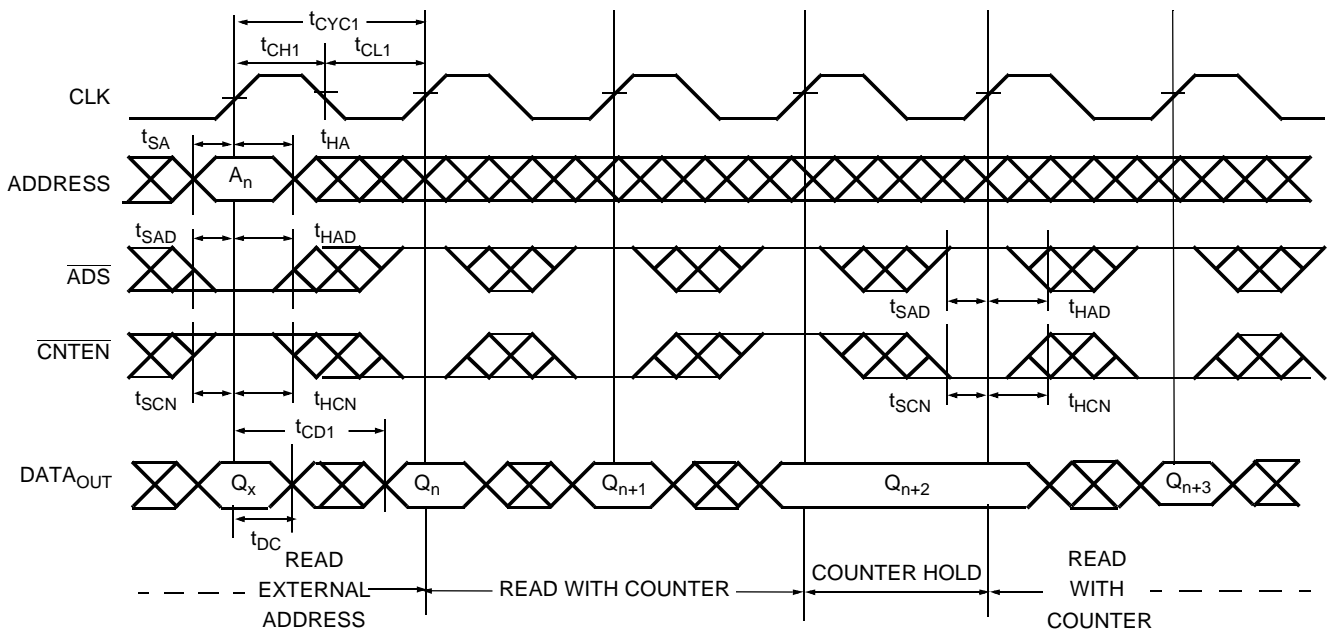 tCYC1
tCH1 tCL1
CLK
tSA tHA
ADDRESS An
tSAD tHAD
ADS
tSAD tHAD
CNTEN
tSCN tHCN tSCN tHCN
tCD1
DATAOUT Qx Qn Qn+1 Qn+2 Qn+3
tDC
READ EXTERNAL ADDRESS
READ WITH COUNTER
COUNTER HOLD
READ WITH COUNTER